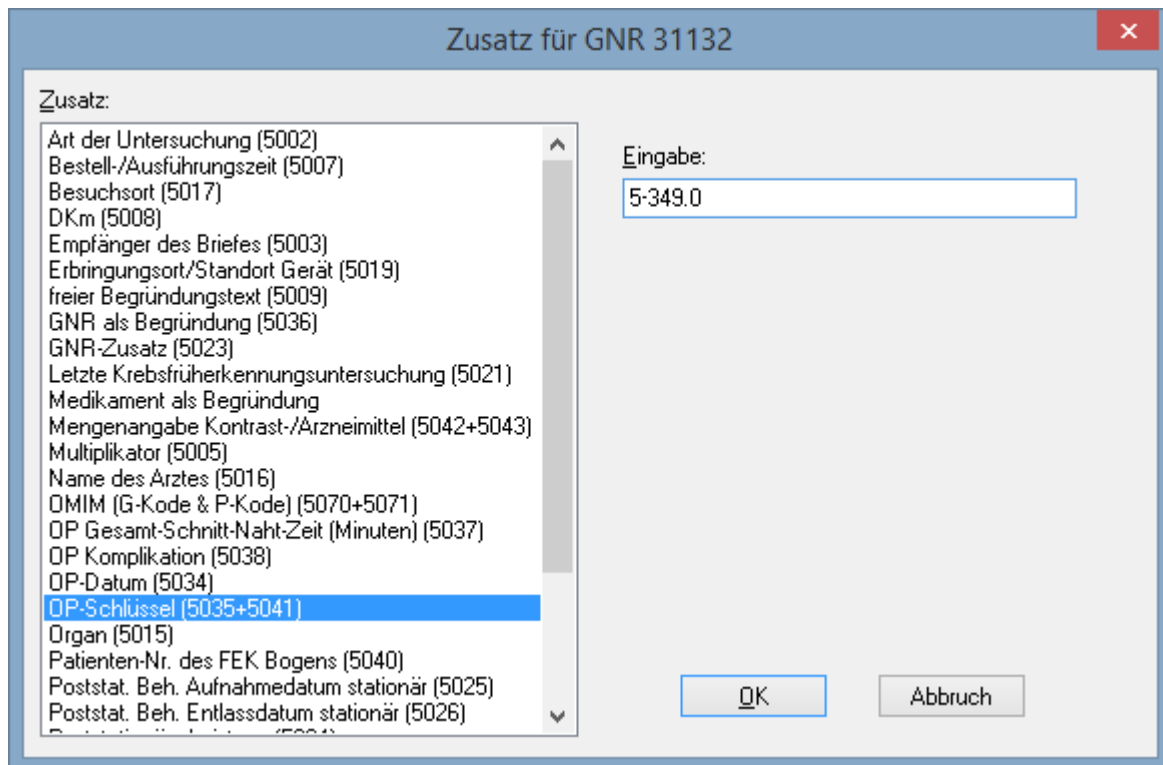 Zusatz für GNR 31132
Zusatz:
Art der Untersuchung (5002)
Bestell-/Ausführungszeit (5007)
Besuchsort (5017)
DKm (5008)
Empfänger des Briefes (5003)
Erbringungsort/Standort Gerät (5019)
freier Begründungstext (5009)
GNR als Begründung (5036)
GNR-Zusatz (5023)
Letzte Krebsfrüherkennungsuntersuchung (5021)
Medikament als Begründung
Mengenangabe Kontrast-/Arzneimittel (5042+5043)
Multiplikator (5005)
Name des Arztes (5016)
OMIM (G-Kode & P-Kode) (5070+5071)
OP Gesamt-Schnitt-Naht-Zeit (Minuten) (5037)
OP Komplikation (5038)
OP-Datum (5034)
OP-Schlüssel (5035+5041)
Organ (5015)
Patienten-Nr. des FEK Bogens (5040)
Poststat. Beh. Aufnahmedatum stationär (5025)
Poststat. Beh. Entlassdatum stationär (5026)
Eingabe:
5-349.0
OK
Abbruch